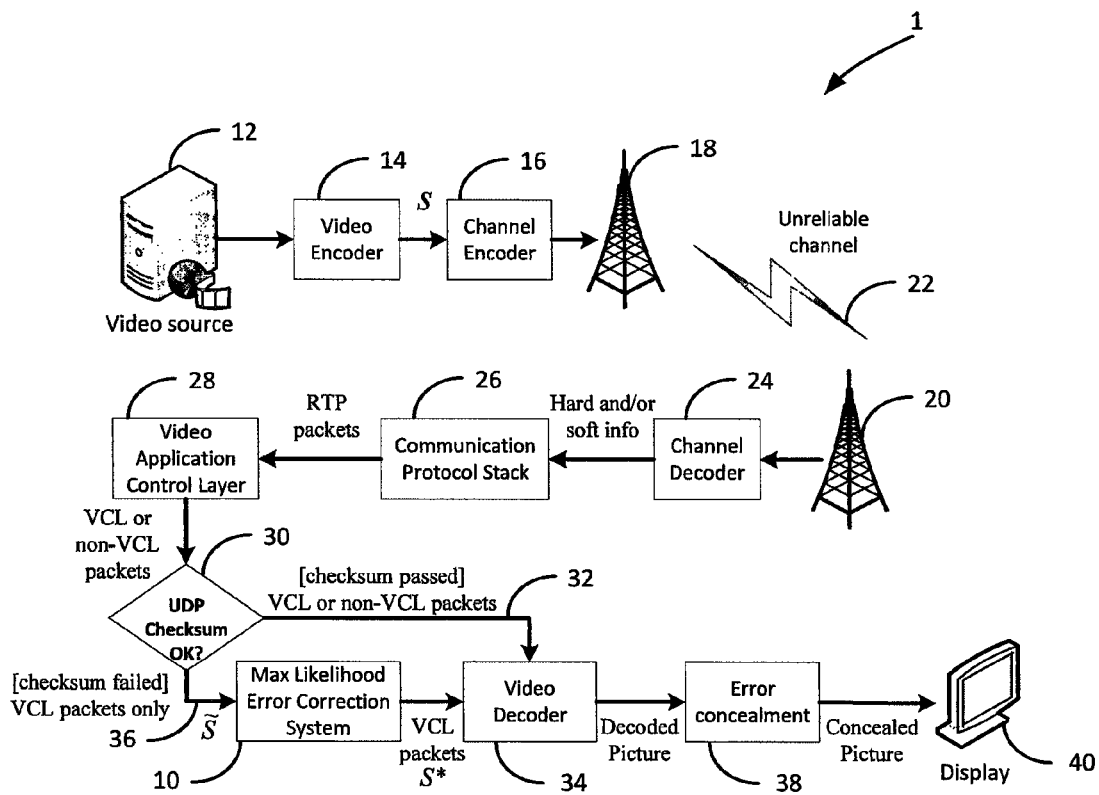 1
12
14
16
18
S
Video
Encoder
Channel
Encoder
Unreliable
channel
22
Video source
28
26
24
20
RTP
packets
Hard and/or
soft info
Video
Application
Control Layer
Communication
Protocol Stack
Channel
Decoder
VCL or
non-VCL
packets
30
[checksum passed]
VCL or non-VCL packets
32
UDP
Checksum
OK?
[checksum failed]
VCL packets only
36
S̃
Max Likelihood
Error Correction
System
10
VCL
packets
S*
Video
Decoder
34
Decoded
Picture
Error
concealment
38
Concealed
Picture
Display
40